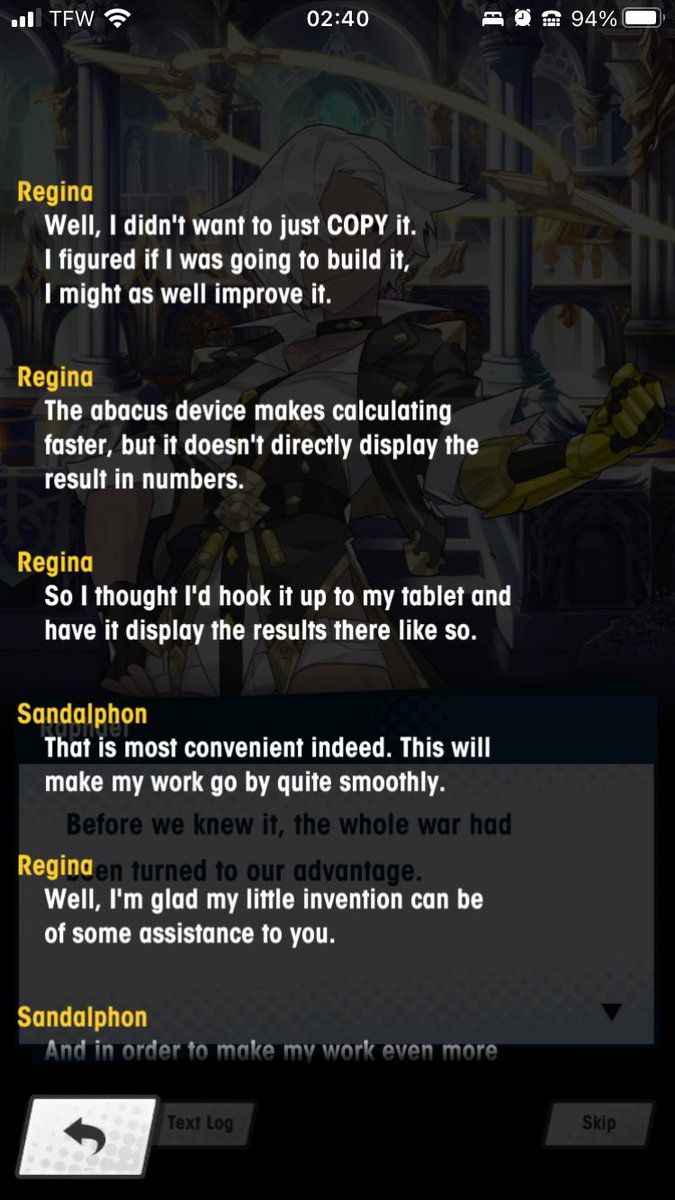 TFW
02:40
94%
Regina
Well, I didn't want to just COPY it.
I figured if I was going to build it,
I might as well improve it.
Regina
The abacus device makes calculating
faster, but it doesn't directly display the
result in numbers.
Regina
So I thought I'd hook it up to my tablet and
have it display the results there like so.
Sandalphon
Raphael
That is most convenient indeed. This will
make my work go by quite smoothly.
Before we knew it, the whole war had
Regina
been turned to our advantage.
Well, I'm glad my little invention can be
of some assistance to you.
Sandalphon
And in order to make my work even more
Text Log
Skip